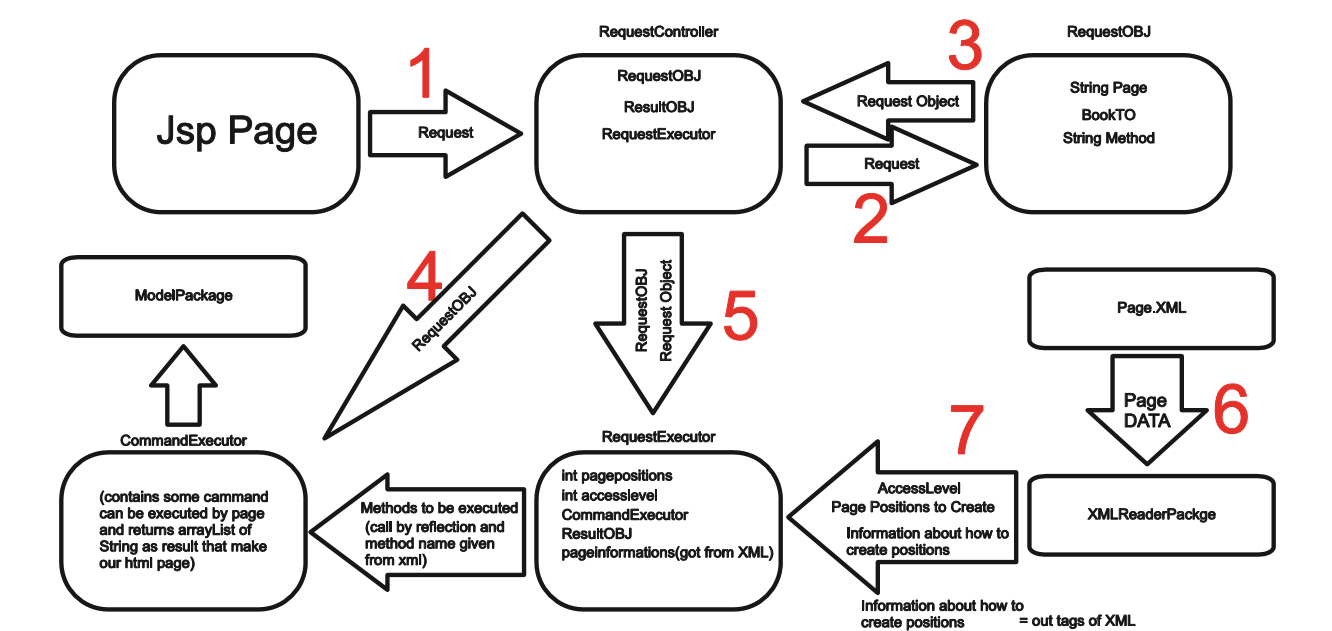 RequestController
3
RequestOBJ
1
Jsp Page
Request
RequestOBJ
ResultOBJ
RequestExecutor
Request Object
Request
2
String Page
BookTO
String Method
4
RequestOBJ
RequestOBJ
Request Object
5
ModelPackage
Page.XML
Page
DATA
6
7
CommandExecutor
(contains some cammand
can be executed by page
and returns arrayList of
String as result that make
our html page)
Methods to be executed
(call by reflection and
method name given
from xml)
RequestExecutor
int pagepositions
int accesslevel
CommandExecutor
ResultOBJ
pageinformations(got from XML)
AccessLevel
Page Positions to Create
Information about how to
create positions
XMLReaderPackge
Information about how to
create positions = out tags of XML